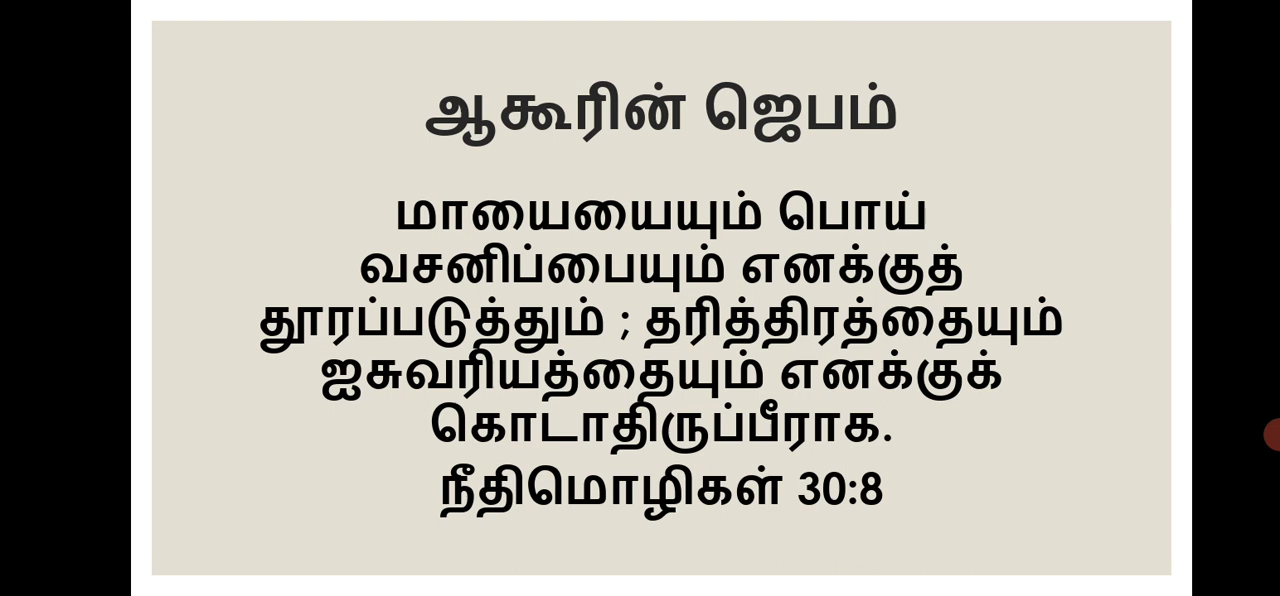 ஆகூரின் ஜெபம்
மாயையையும் பொய்
வசனிப்பையும் எனக்குத்
தூரப்படுத்தும் ; தரித்திரத்தையும்
ஐசுவரியத்தையும் எனக்குக்
கொடாதிருப்பீராக.
நீதிமொழிகள் 30:8